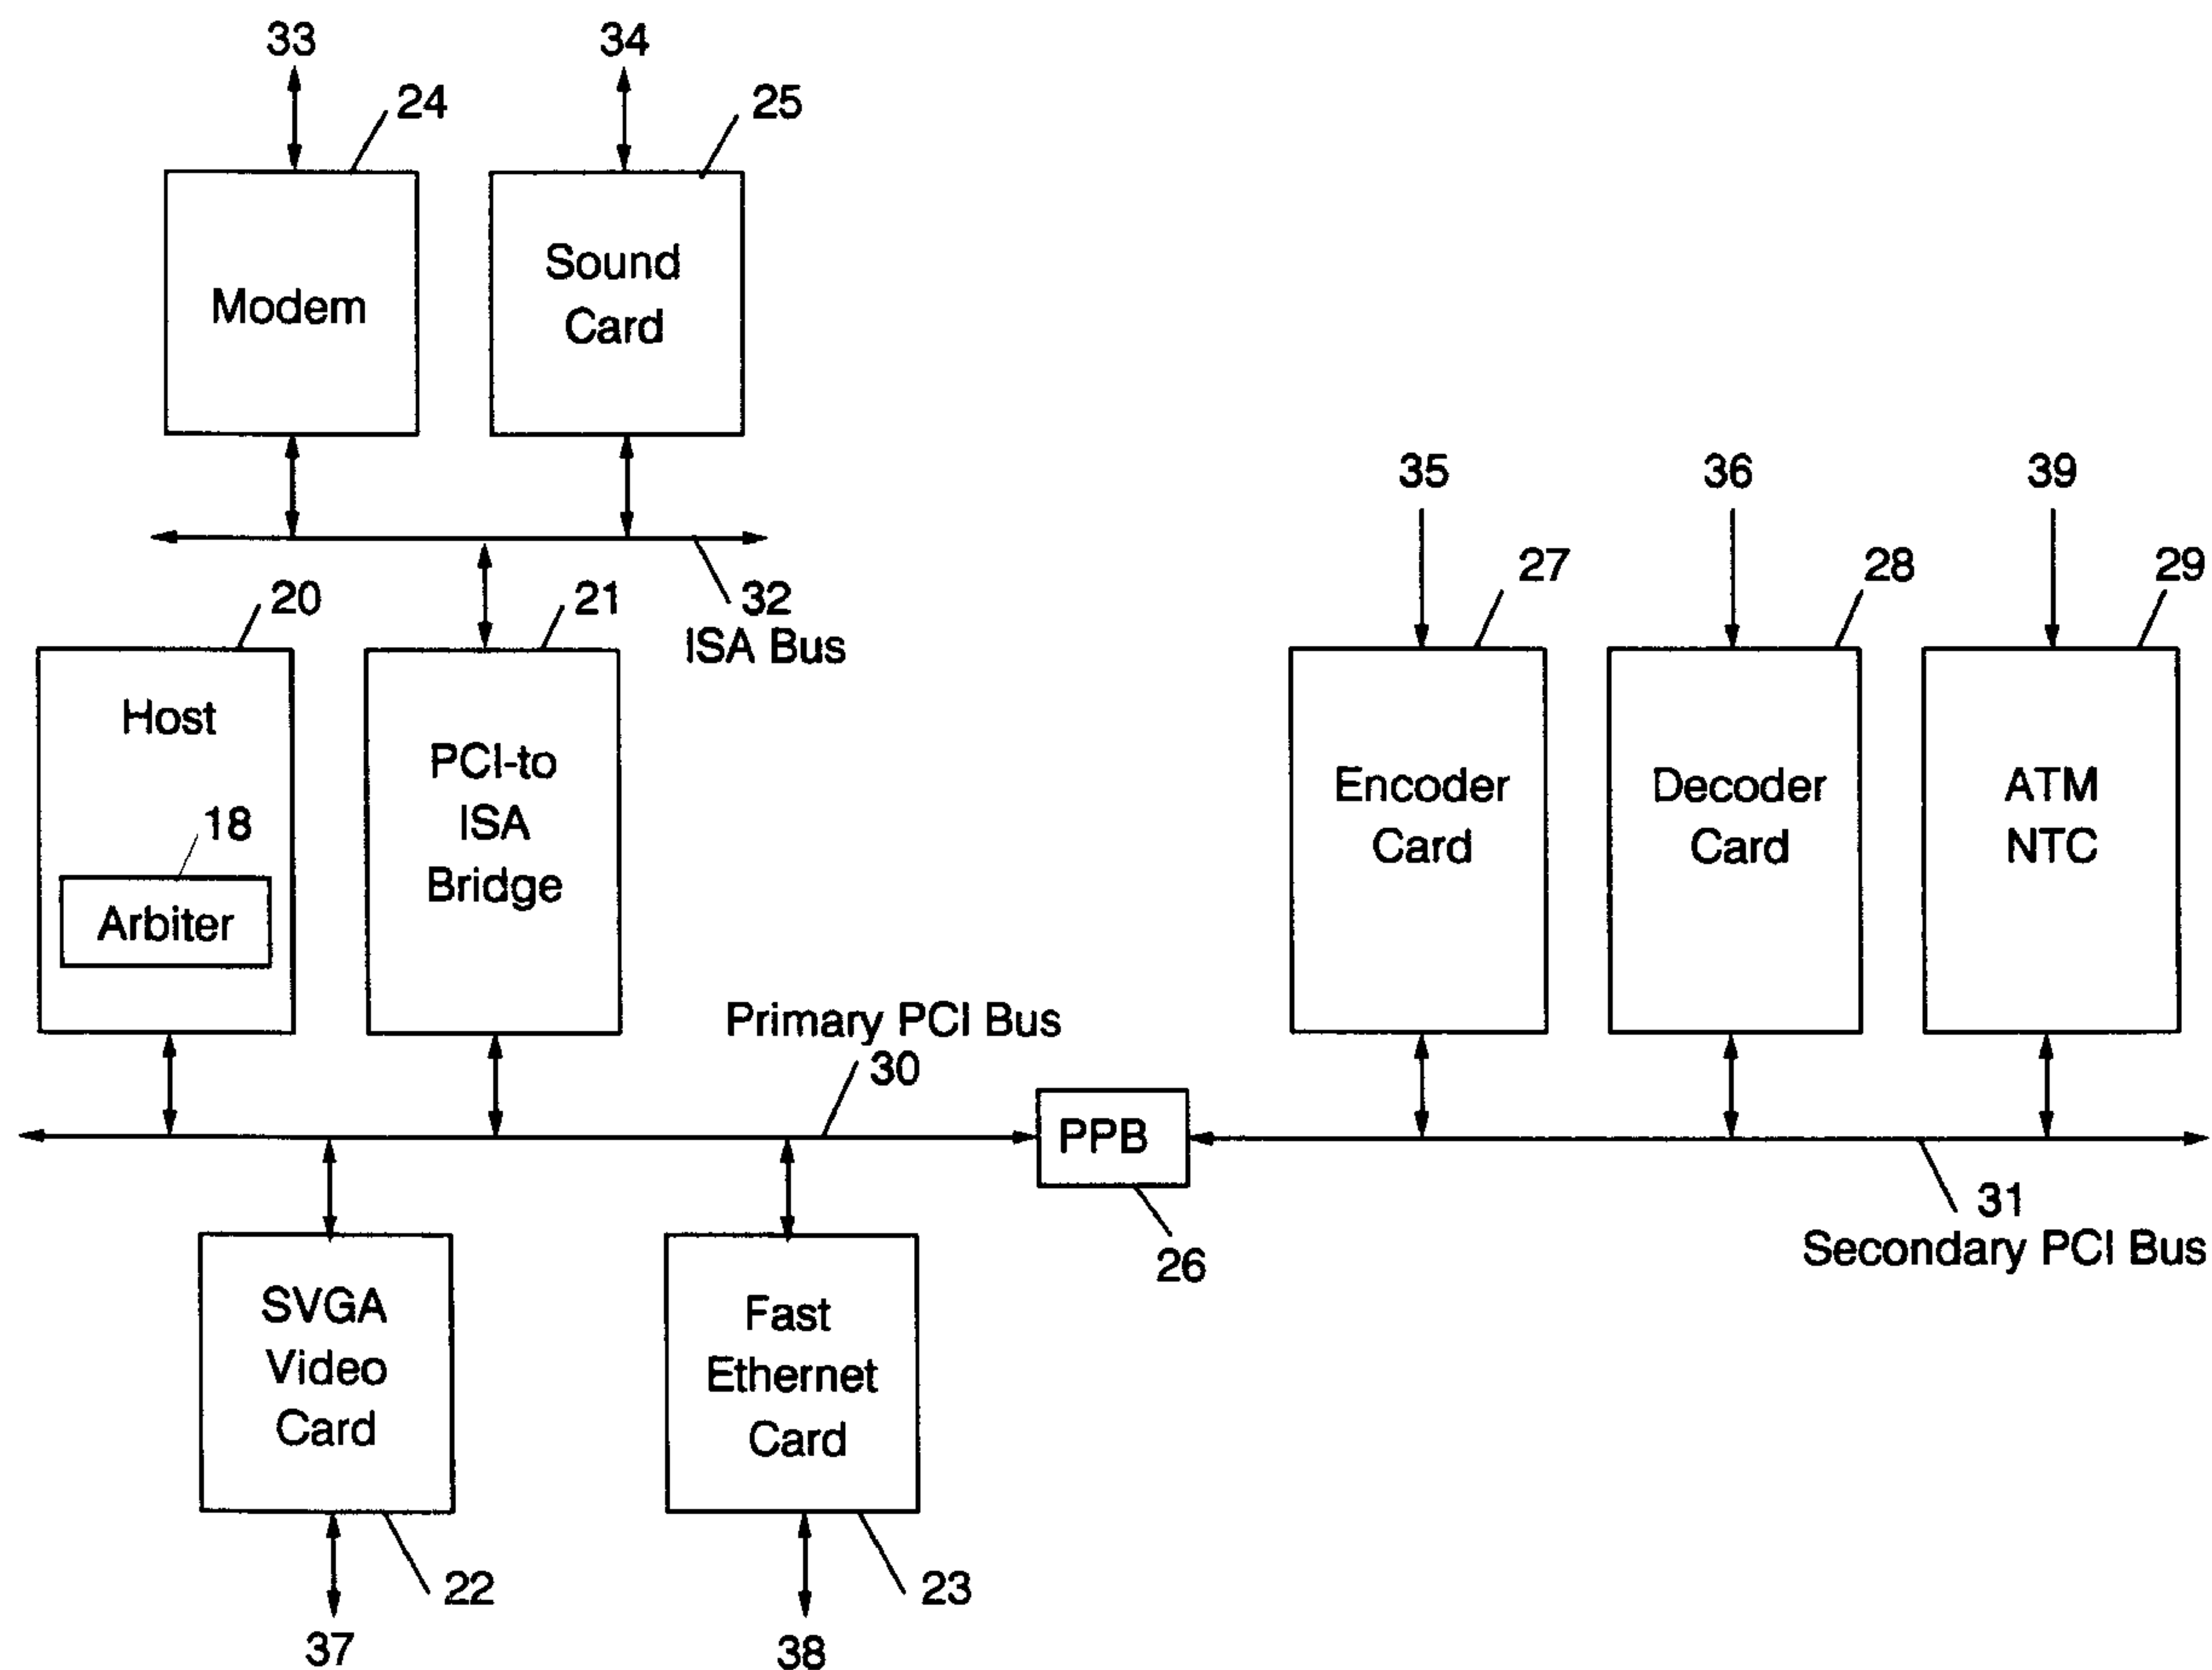 33
34
24
25
Modem
Sound
Card
35
36
39
32
ISA Bus
20
21
27
28
29
Host
18
Arbiter
PCI-to
ISA
Bridge
Encoder
Card
Decoder
Card
ATM
NTC
Primary PCI Bus
30
PPB
26
31
Secondary PCI Bus
SVGA
Video
Card
Fast
Ethernet
Card
22
23
37
38